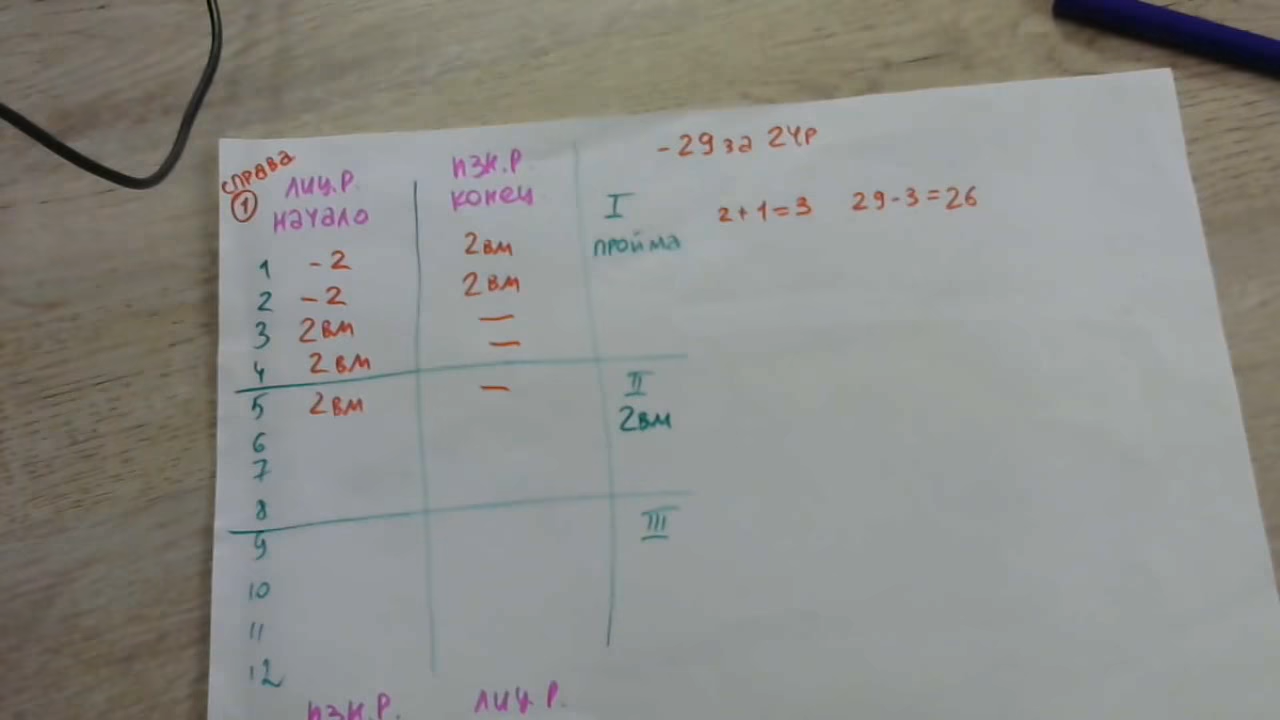 справа
① лиц.р. начало
изн.р. конец
-29 за 24р
I пройма
2+1=3 29-3=26
1 -2 2вм
2 -2 2вм
3 2вм —
4 2вм —
5 2вм —
II 2вм
6
7
8
III
9
10
11
12
изн.р. лиц.р.